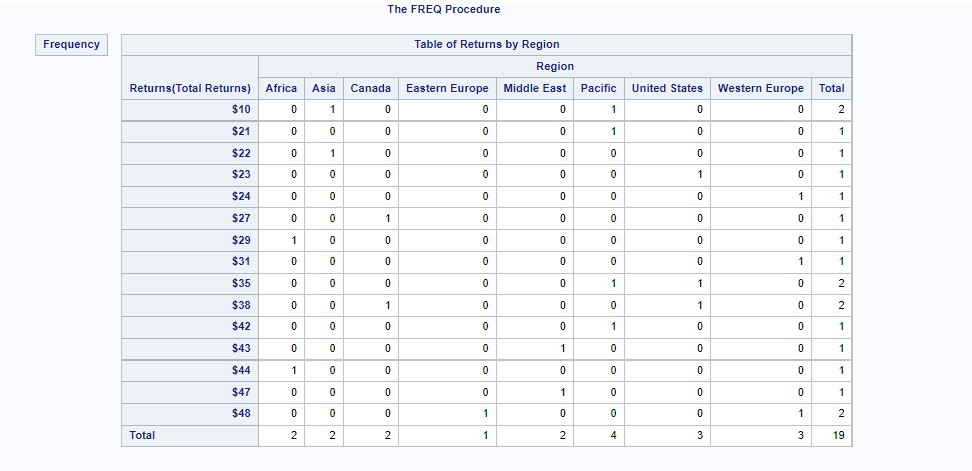 The FREQ Procedure
Frequency
Table of Returns by Region
Region
Returns(Total Returns) Africa Asia Canada Eastern Europe Middle East Pacific United States Western Europe Total
$10 0 1 0 0 0 1 0 0 2
$21 0 0 0 0 0 1 0 0 1
$22 0 1 0 0 0 0 0 0 1
$23 0 0 0 0 0 0 1 0 1
$24 0 0 0 0 0 0 0 1 1
$27 0 0 1 0 0 0 0 0 1
$29 1 0 0 0 0 0 0 0 1
$31 0 0 0 0 0 0 0 1 1
$35 0 0 0 0 0 1 1 0 2
$38 0 0 1 0 0 0 1 0 2
$42 0 0 0 0 0 1 0 0 1
$43 0 0 0 0 1 0 0 0 1
$44 1 0 0 0 0 0 0 0 1
$47 0 0 0 0 1 0 0 0 1
$48 0 0 0 1 0 0 0 1 2
Total 2 2 2 1 2 4 3 3 19